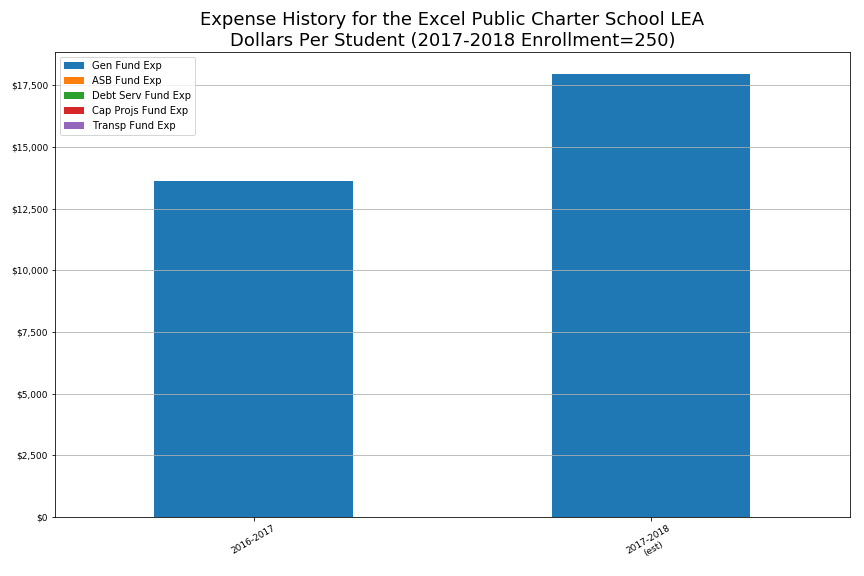 Expense History for the Excel Public Charter School LEA
Dollars Per Student (2017-2018 Enrollment=250)
Gen Fund Exp
ASB Fund Exp
Debt Serv Fund Exp
Cap Projs Fund Exp
Transp Fund Exp
$17,500
$15,000
$12,500
$10,000
$7,500
$5,000
$2,500
$0
2016-2017
2017-2018
(est)